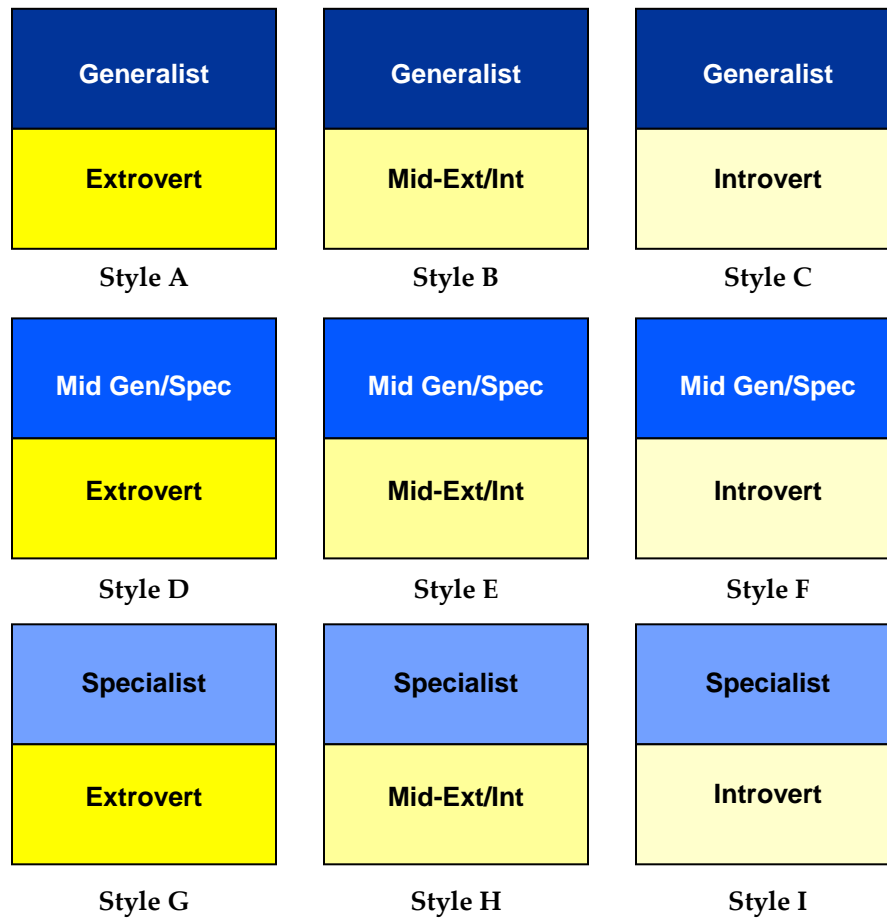 Generalist Generalist Generalist
Extrovert Mid-Ext/Int Introvert
Style A Style B Style C
Mid Gen/Spec Mid Gen/Spec Mid Gen/Spec
Extrovert Mid-Ext/Int Introvert
Style D Style E Style F
Specialist Specialist Specialist
Extrovert Mid-Ext/Int Introvert
Style G Style H Style I